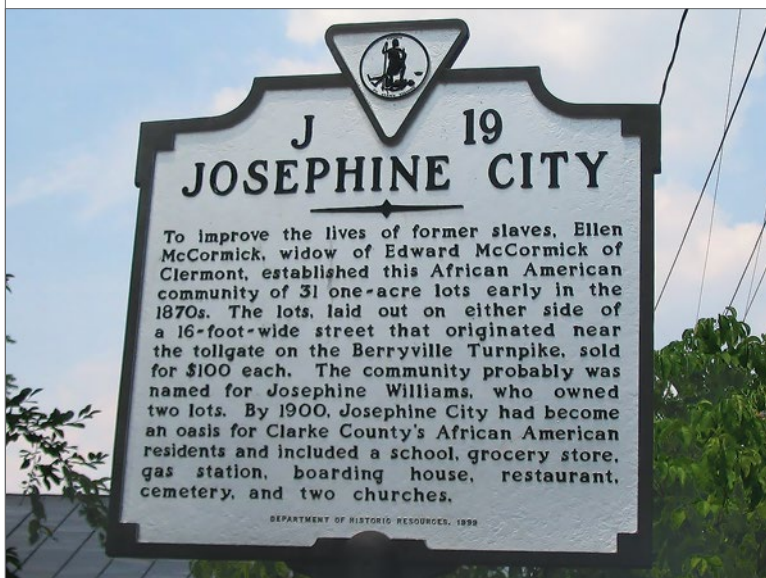 J 19
JOSEPHINE CITY
To improve the lives of former slaves, Ellen
McCormick, widow of Edward McCormick of
Clermont, established this African American
community of 31 one-acre lots early in the
1870s. The lots, laid out on either side of
a 16-foot-wide street that originated near
the tollgate on the Berryville Turnpike, sold
for $100 each. The community probably was
named for Josephine Williams, who owned
two lots. By 1900, Josephine City had become
an oasis for Clarke County's African American
residents and included a school, grocery store,
gas station, boarding house, restaurant,
cemetery, and two churches.
DEPARTMENT OF HISTORIC RESOURCES, 1999